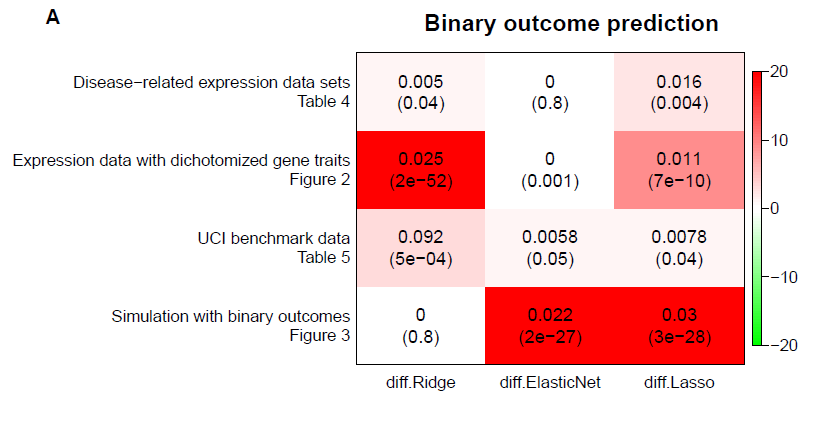 A
Binary outcome prediction
Disease−related expression data sets
Table 4
0.005
(0.04)
0
(0.8)
0.016
(0.004)
Expression data with dichotomized gene traits
Figure 2
0.025
(2e−52)
0
(0.001)
0.011
(7e−10)
UCI benchmark data
Table 5
0.092
(5e−04)
0.0058
(0.05)
0.0078
(0.04)
Simulation with binary outcomes
Figure 3
0
(0.8)
0.022
(2e−27)
0.03
(3e−28)
diff.Ridge
diff.ElasticNet
diff.Lasso
20
10
0
−10
−20